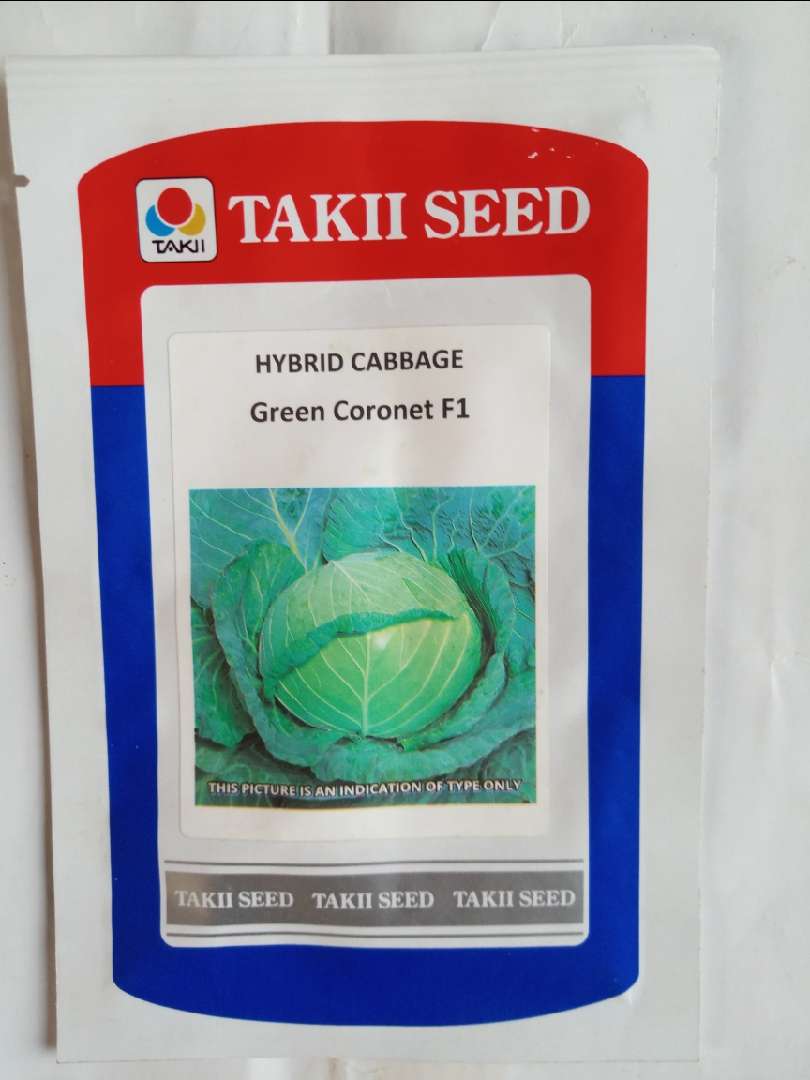 TAKII
TAKII SEED
HYBRID CABBAGE
Green Coronet F1
THIS PICTURE IS AN INDICATION OF TYPE ONLY
TAKII SEED TAKII SEED TAKII SEED